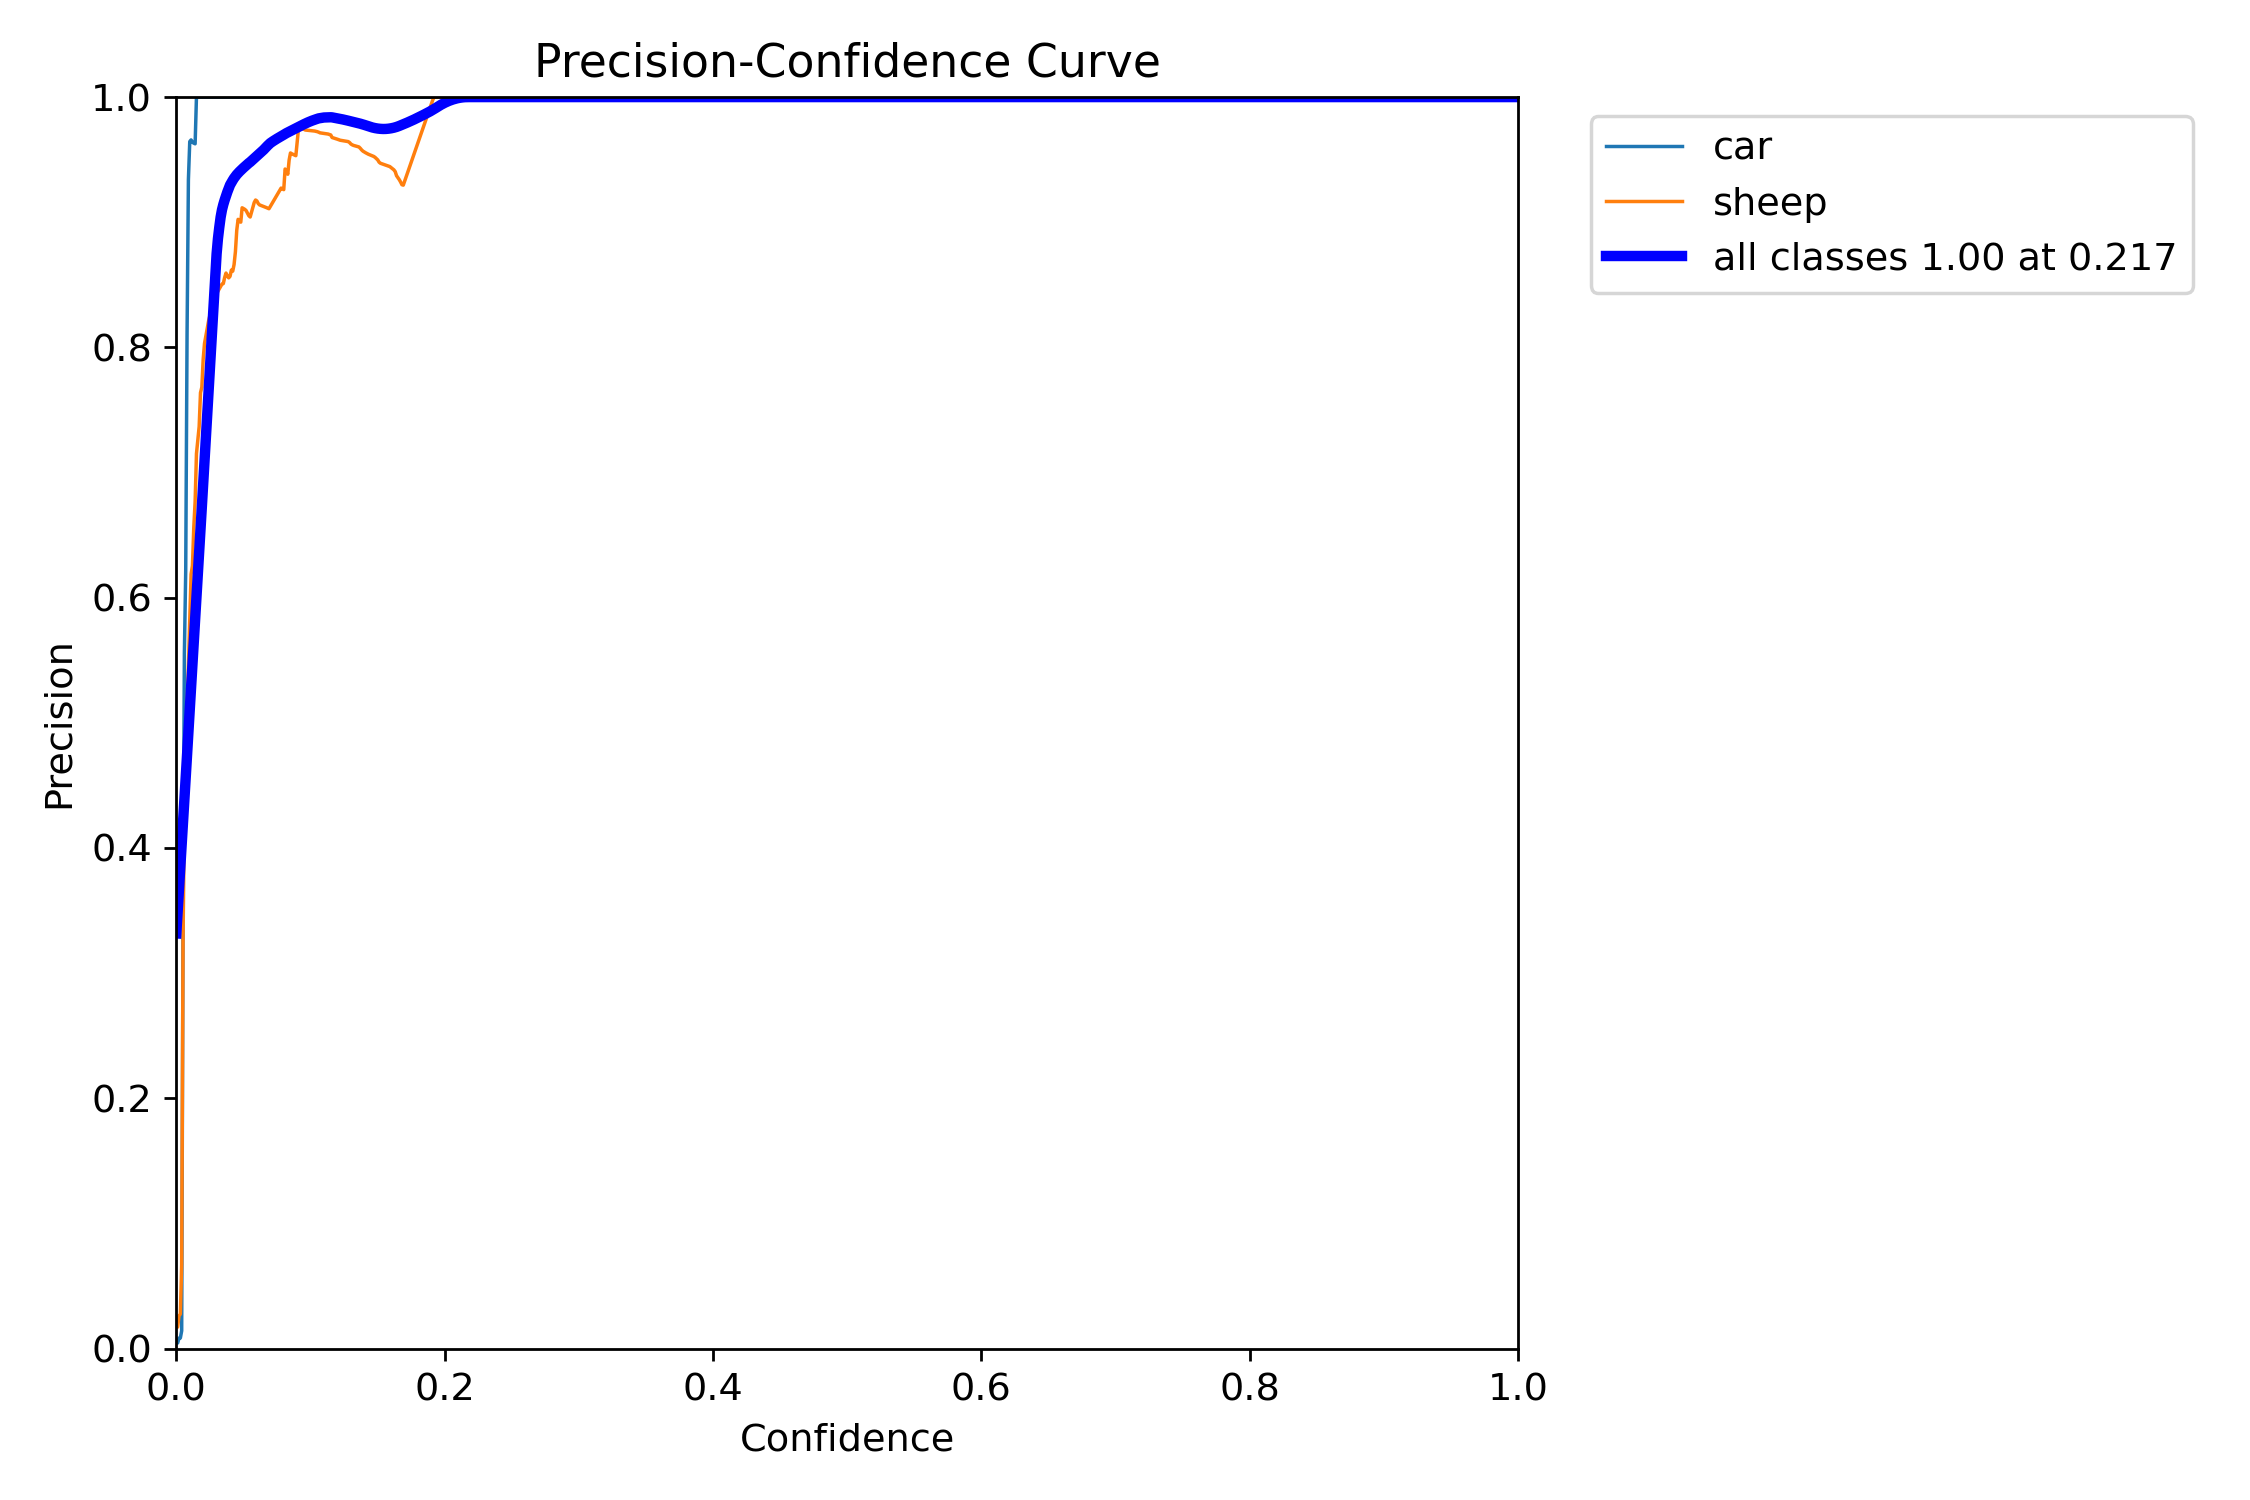 Precision-Confidence Curve
1.0
0.8
0.6
0.4
0.2
0.0
Precision
0.0 0.2 0.4 0.6 0.8 1.0
Confidence
car
sheep
all classes 1.00 at 0.217